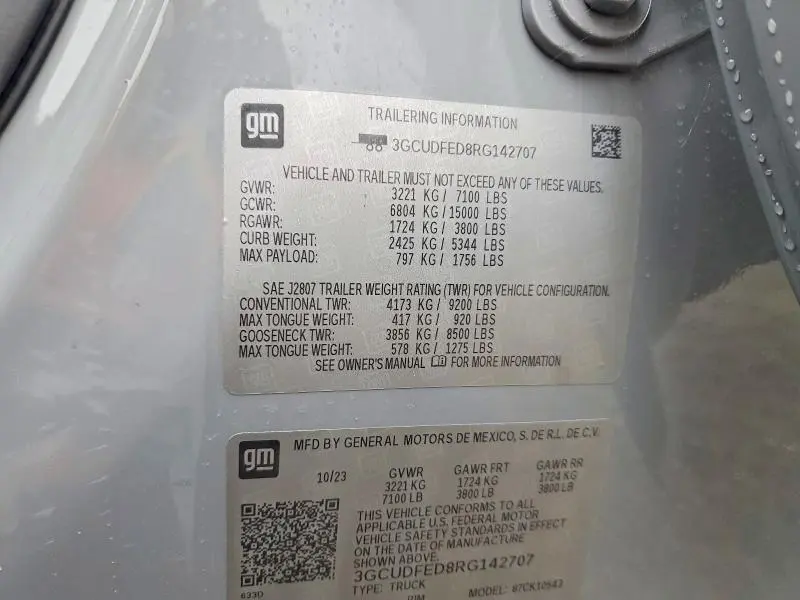 gm
TRAILERING INFORMATION
3GCUDFED8RG142707
VEHICLE AND TRAILER MUST NOT EXCEED ANY OF THESE VALUES.
GVWR: 3221 KG / 7100 LBS
GCWR: 6804 KG / 15000 LBS
RGAWR: 1724 KG / 3800 LBS
CURB WEIGHT: 2425 KG / 5344 LBS
MAX PAYLOAD: 797 KG / 1756 LBS
SAE J2807 TRAILER WEIGHT RATING (TWR) FOR VEHICLE CONFIGURATION.
CONVENTIONAL TWR: 4173 KG / 9200 LBS
MAX TONGUE WEIGHT: 417 KG / 920 LBS
GOOSENECK TWR: 3856 KG / 8500 LBS
MAX TONGUE WEIGHT: 578 KG / 1275 LBS
SEE OWNER'S MANUAL FOR MORE INFORMATION
gm
MFD BY GENERAL MOTORS DE MEXICO, S. DE R.L. DE C.V.
10/23 GVWR GAWR FRT GAWR RR
3221 KG 1724 KG 1724 KG
7100 LB 3800 LB 3800 LB
THIS VEHICLE CONFORMS TO ALL
APPLICABLE U.S. FEDERAL MOTOR
VEHICLE SAFETY STANDARDS IN EFFECT
ON THE DATE OF MANUFACTURE
SHOWN ABOVE.
3GCUDFED8RG142707
TYPE: TRUCK MODEL: 87CK10543
633D RIM